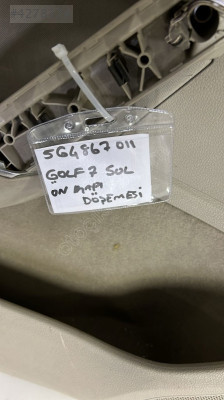 5G4867011
GOLF 7 SOL
ÖN KAPI
DÖŞEMESİ